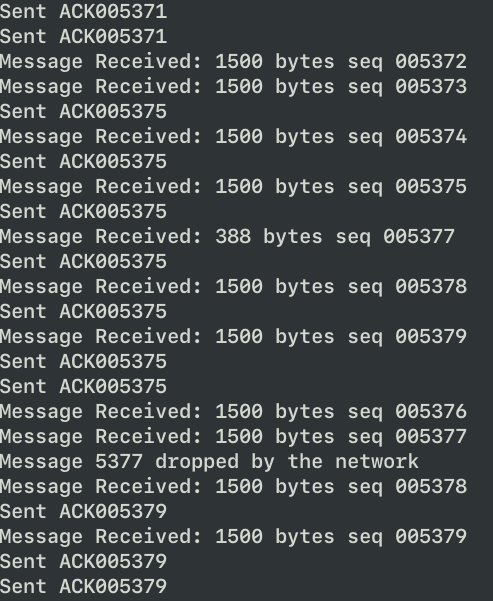 Sent ACK005371
Sent ACK005371
Message Received: 1500 bytes seq 005372
Message Received: 1500 bytes seq 005373
Sent ACK005375
Message Received: 1500 bytes seq 005374
Sent ACK005375
Message Received: 1500 bytes seq 005375
Sent ACK005375
Message Received: 388 bytes seq 005377
Sent ACK005375
Message Received: 1500 bytes seq 005378
Sent ACK005375
Message Received: 1500 bytes seq 005379
Sent ACK005375
Sent ACK005375
Message Received: 1500 bytes seq 005376
Message Received: 1500 bytes seq 005377
Message 5377 dropped by the network
Message Received: 1500 bytes seq 005378
Sent ACK005379
Message Received: 1500 bytes seq 005379
Sent ACK005379
Sent ACK005379